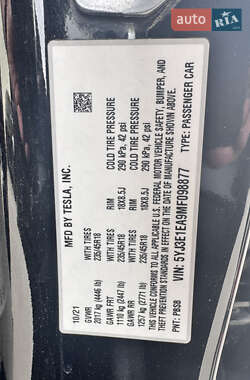 AUTO RIA
MFD BY TESLA, INC.
10/21
GVWR WITH TIRES RIM COLD TIRE PRESSURE
2017 kg (4446 lb) 235/45R18 18X8.5J 290 kPa, 42 psi
GAWR FRT WITH TIRES RIM COLD TIRE PRESSURE
1110 kg (2447 lb) 235/45R18 18X8.5J 290 kPa, 42 psi
GAWR RR
1257 kg (2771 lb)
THIS VEHICLE CONFORMS TO ALL APPLICABLE U.S. FEDERAL MOTOR VEHICLE SAFETY, BUMPER, AND
THEFT PREVENTION STANDARDS IN EFFECT ON THE DATE OF MANUFACTURE SHOWN ABOVE.
VIN: 5YJ3E1EA9MF098877 TYPE: PASSENGER CAR
PNT: PBSB